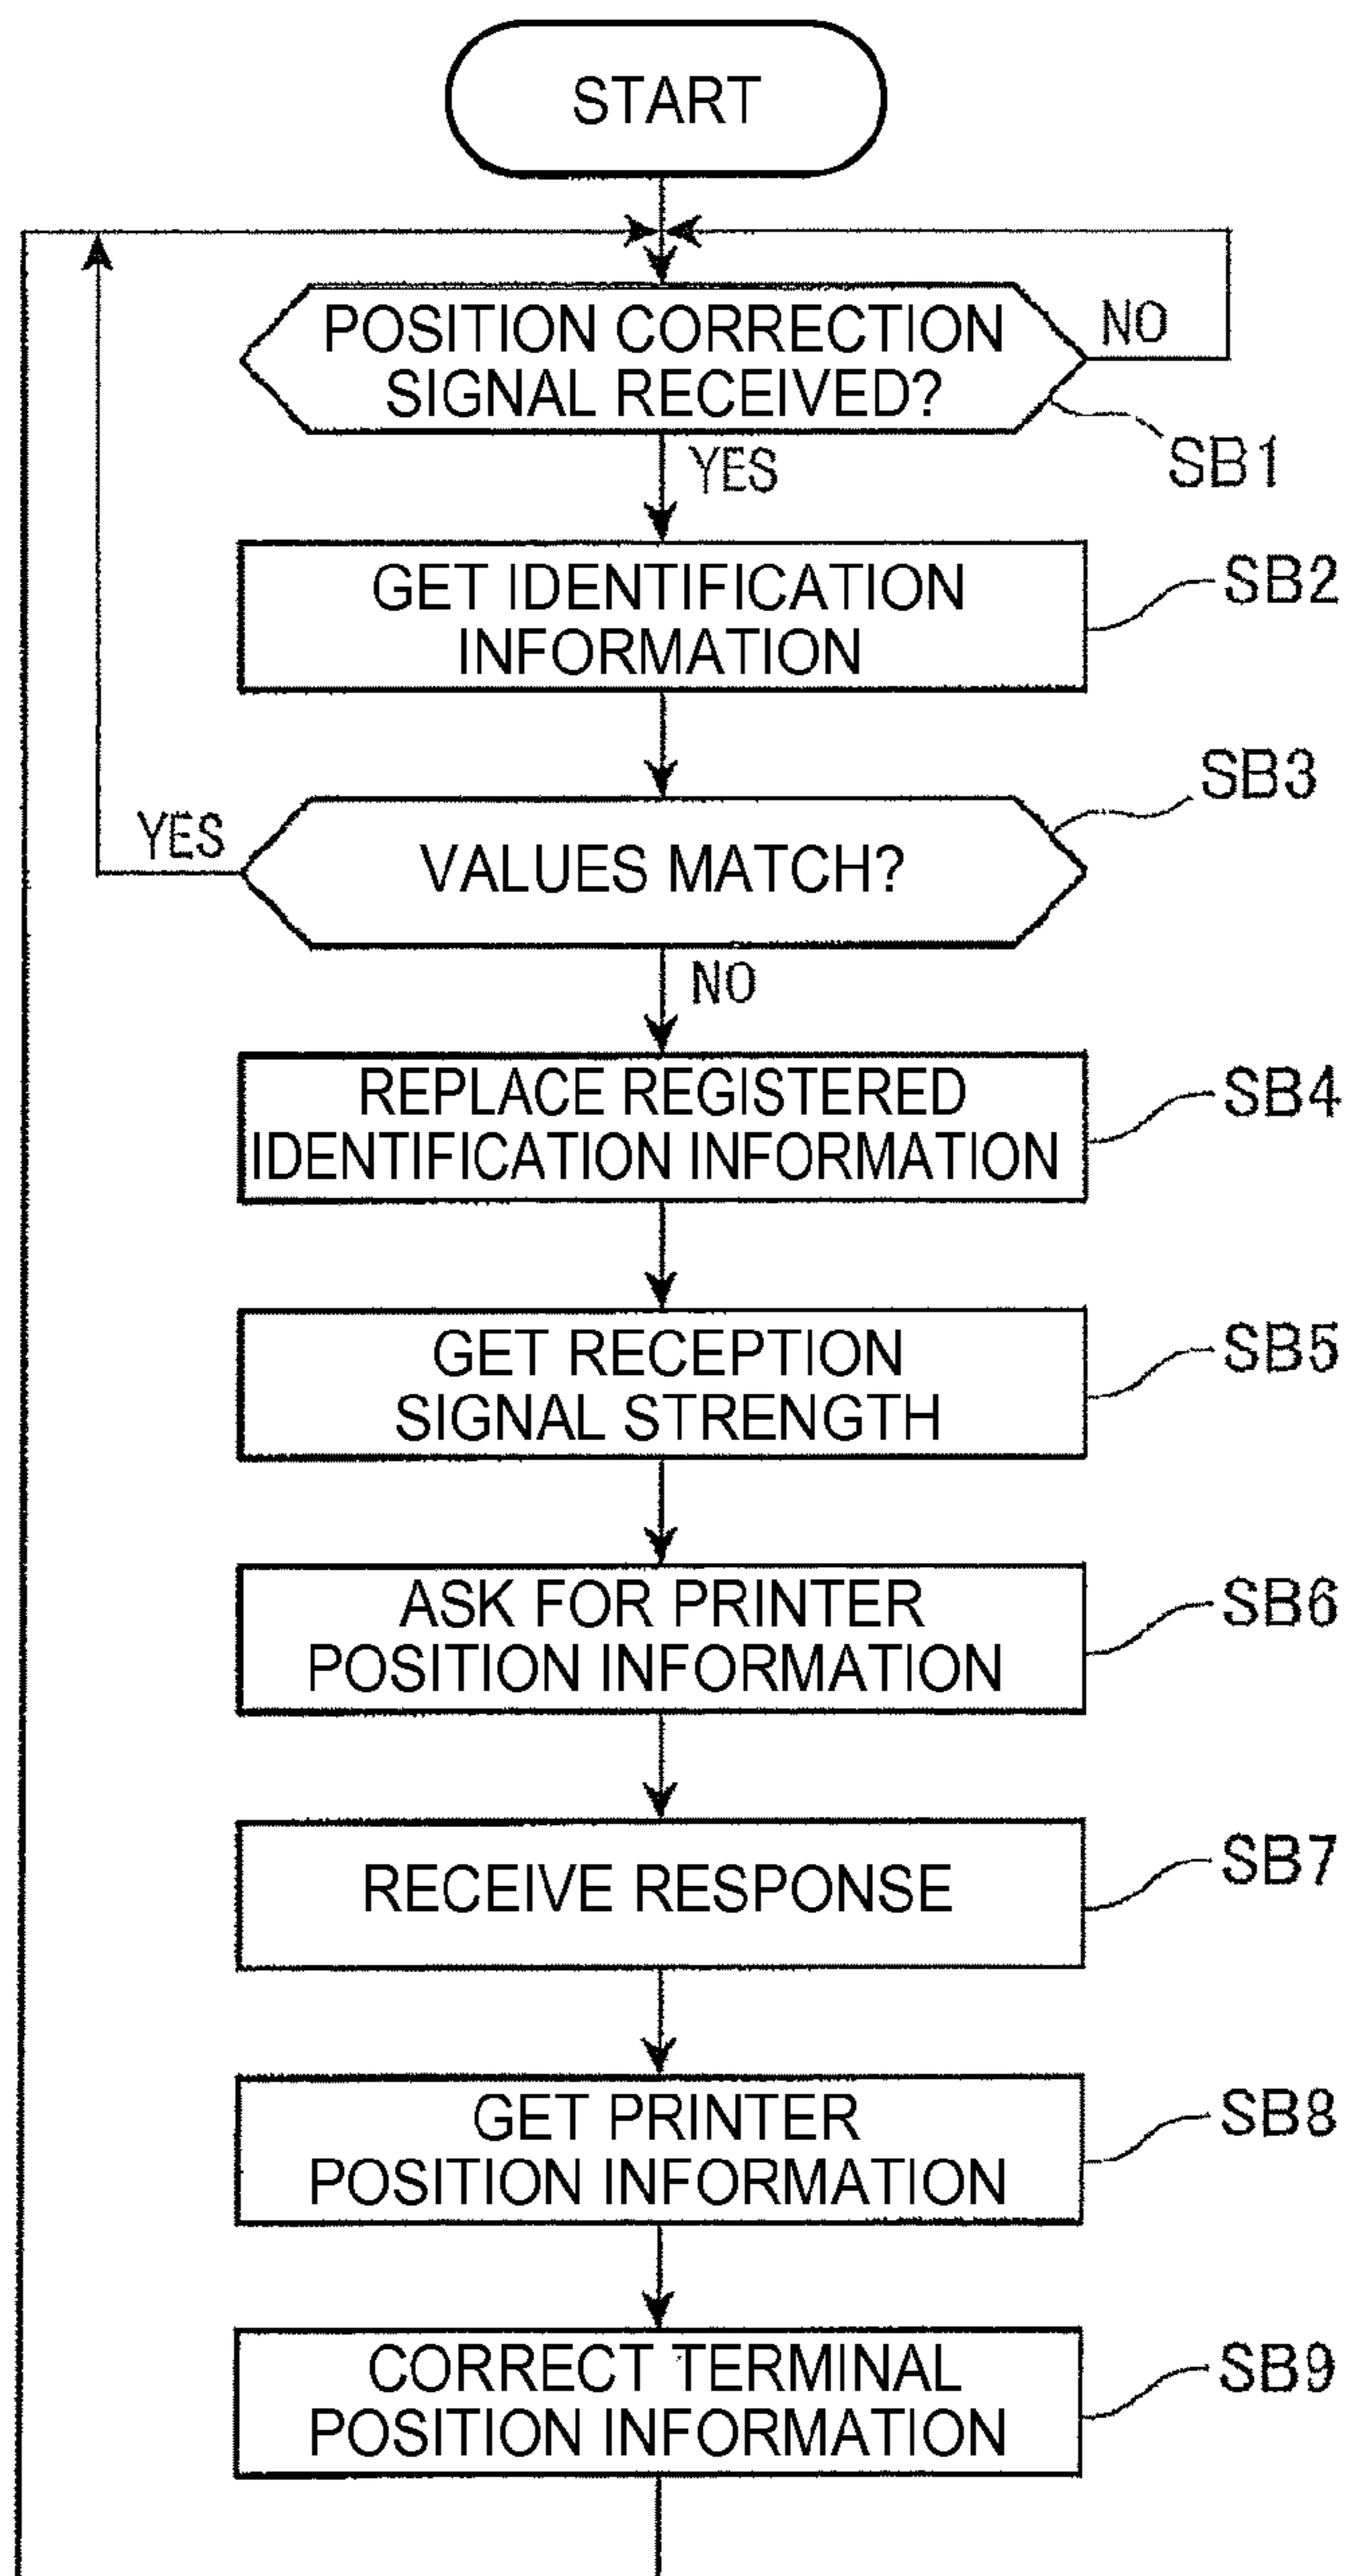 START
POSITION CORRECTION
SIGNAL RECEIVED?
NO
SB1
YES
GET IDENTIFICATION
INFORMATION
SB2
SB3
YES
VALUES MATCH?
NO
REPLACE REGISTERED
IDENTIFICATION INFORMATION
SB4
GET RECEPTION
SIGNAL STRENGTH
SB5
ASK FOR PRINTER
POSITION INFORMATION
SB6
RECEIVE RESPONSE
SB7
GET PRINTER
POSITION INFORMATION
SB8
CORRECT TERMINAL
POSITION INFORMATION
SB9